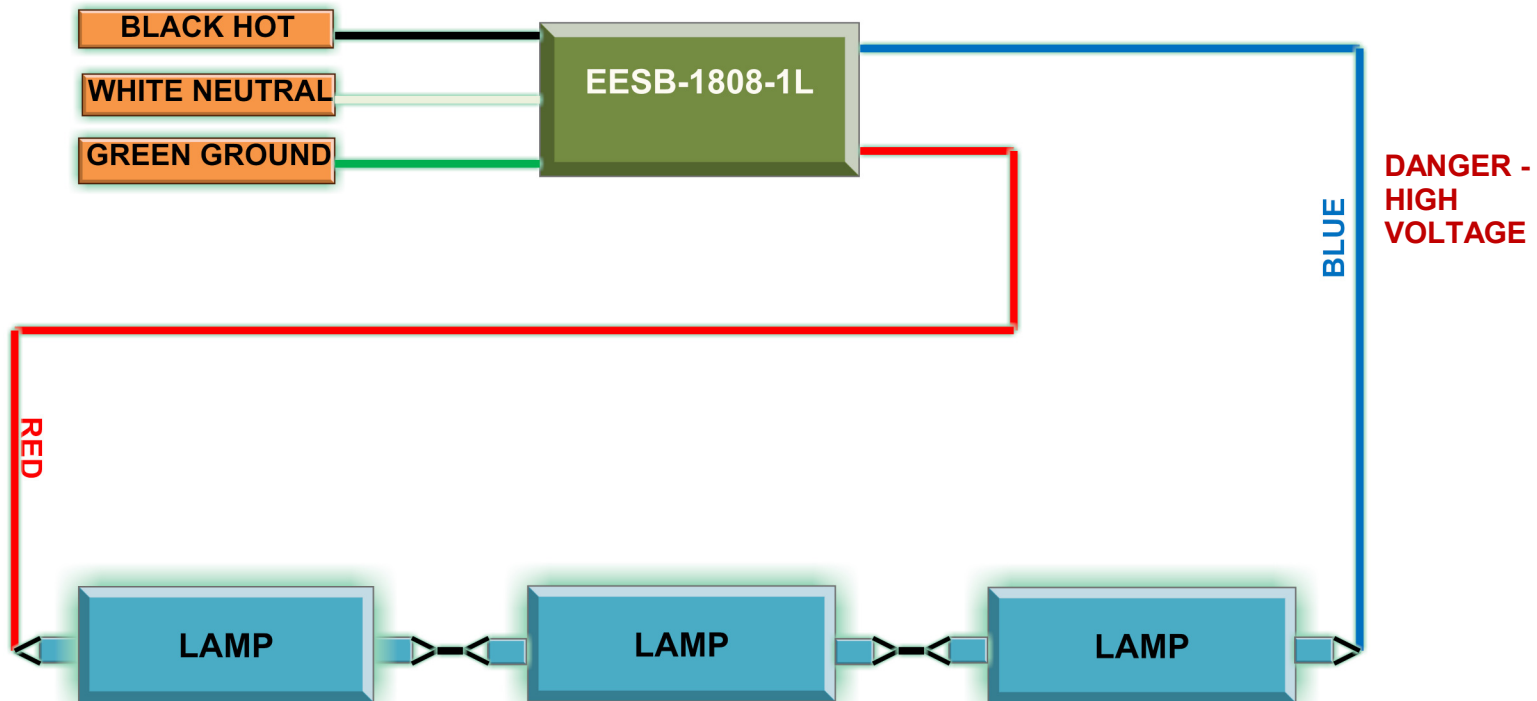 BLACK HOT
WHITE NEUTRAL
GREEN GROUND
EESB-1808-1L
DANGER -
HIGH
VOLTAGE
BLUE
RED
LAMP
LAMP
LAMP